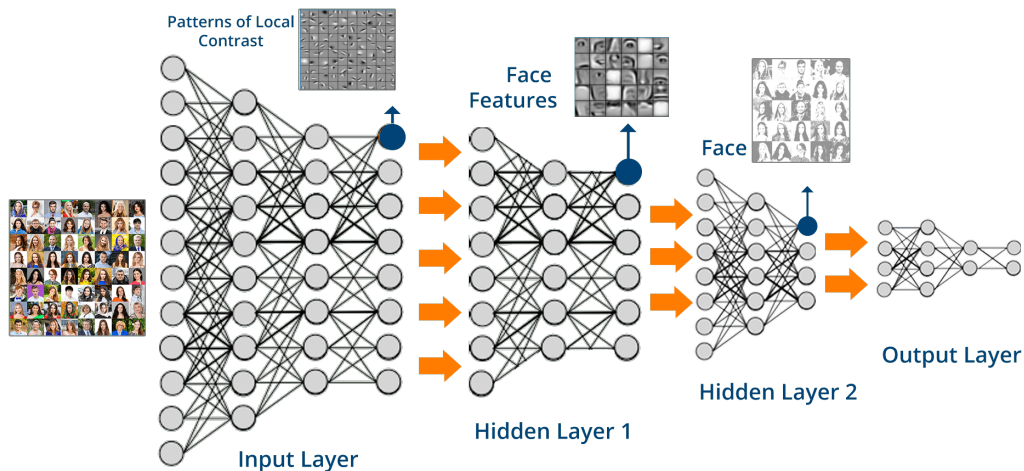 Patterns of Local
Contrast
Face
Features
Face
Input Layer
Hidden Layer 1
Hidden Layer 2
Output Layer